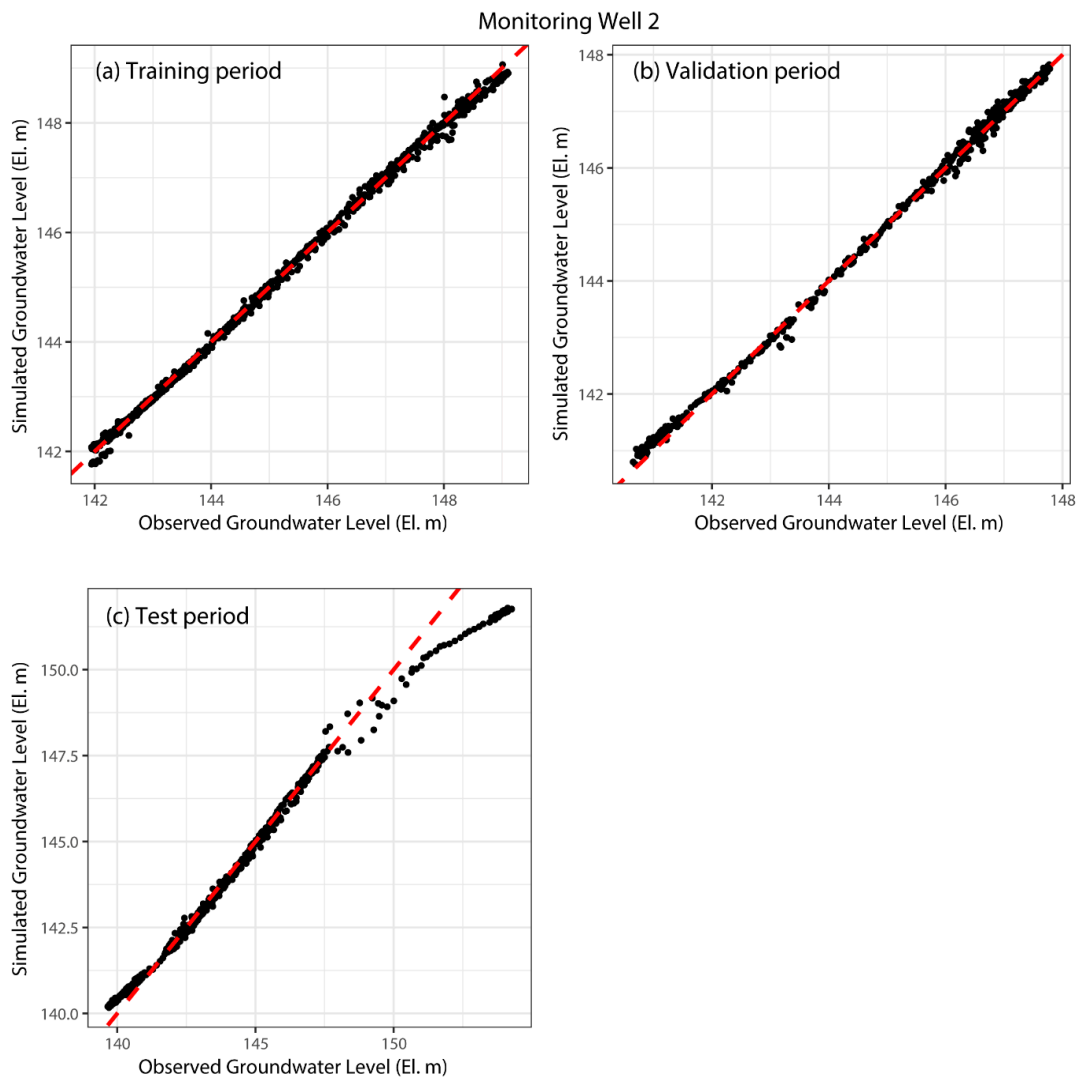 Monitoring Well 2
(a) Training period
Simulated Groundwater Level (El. m)
148
146
144
142
142 144 146 148
Observed Groundwater Level (El. m)
(b) Validation period
Simulated Groundwater Level (El. m)
148
146
144
142
142 144 146 148
Observed Groundwater Level (El. m)
(c) Test period
Simulated Groundwater Level (El. m)
150.0
147.5
145.0
142.5
140.0
140 145 150
Observed Groundwater Level (El. m)